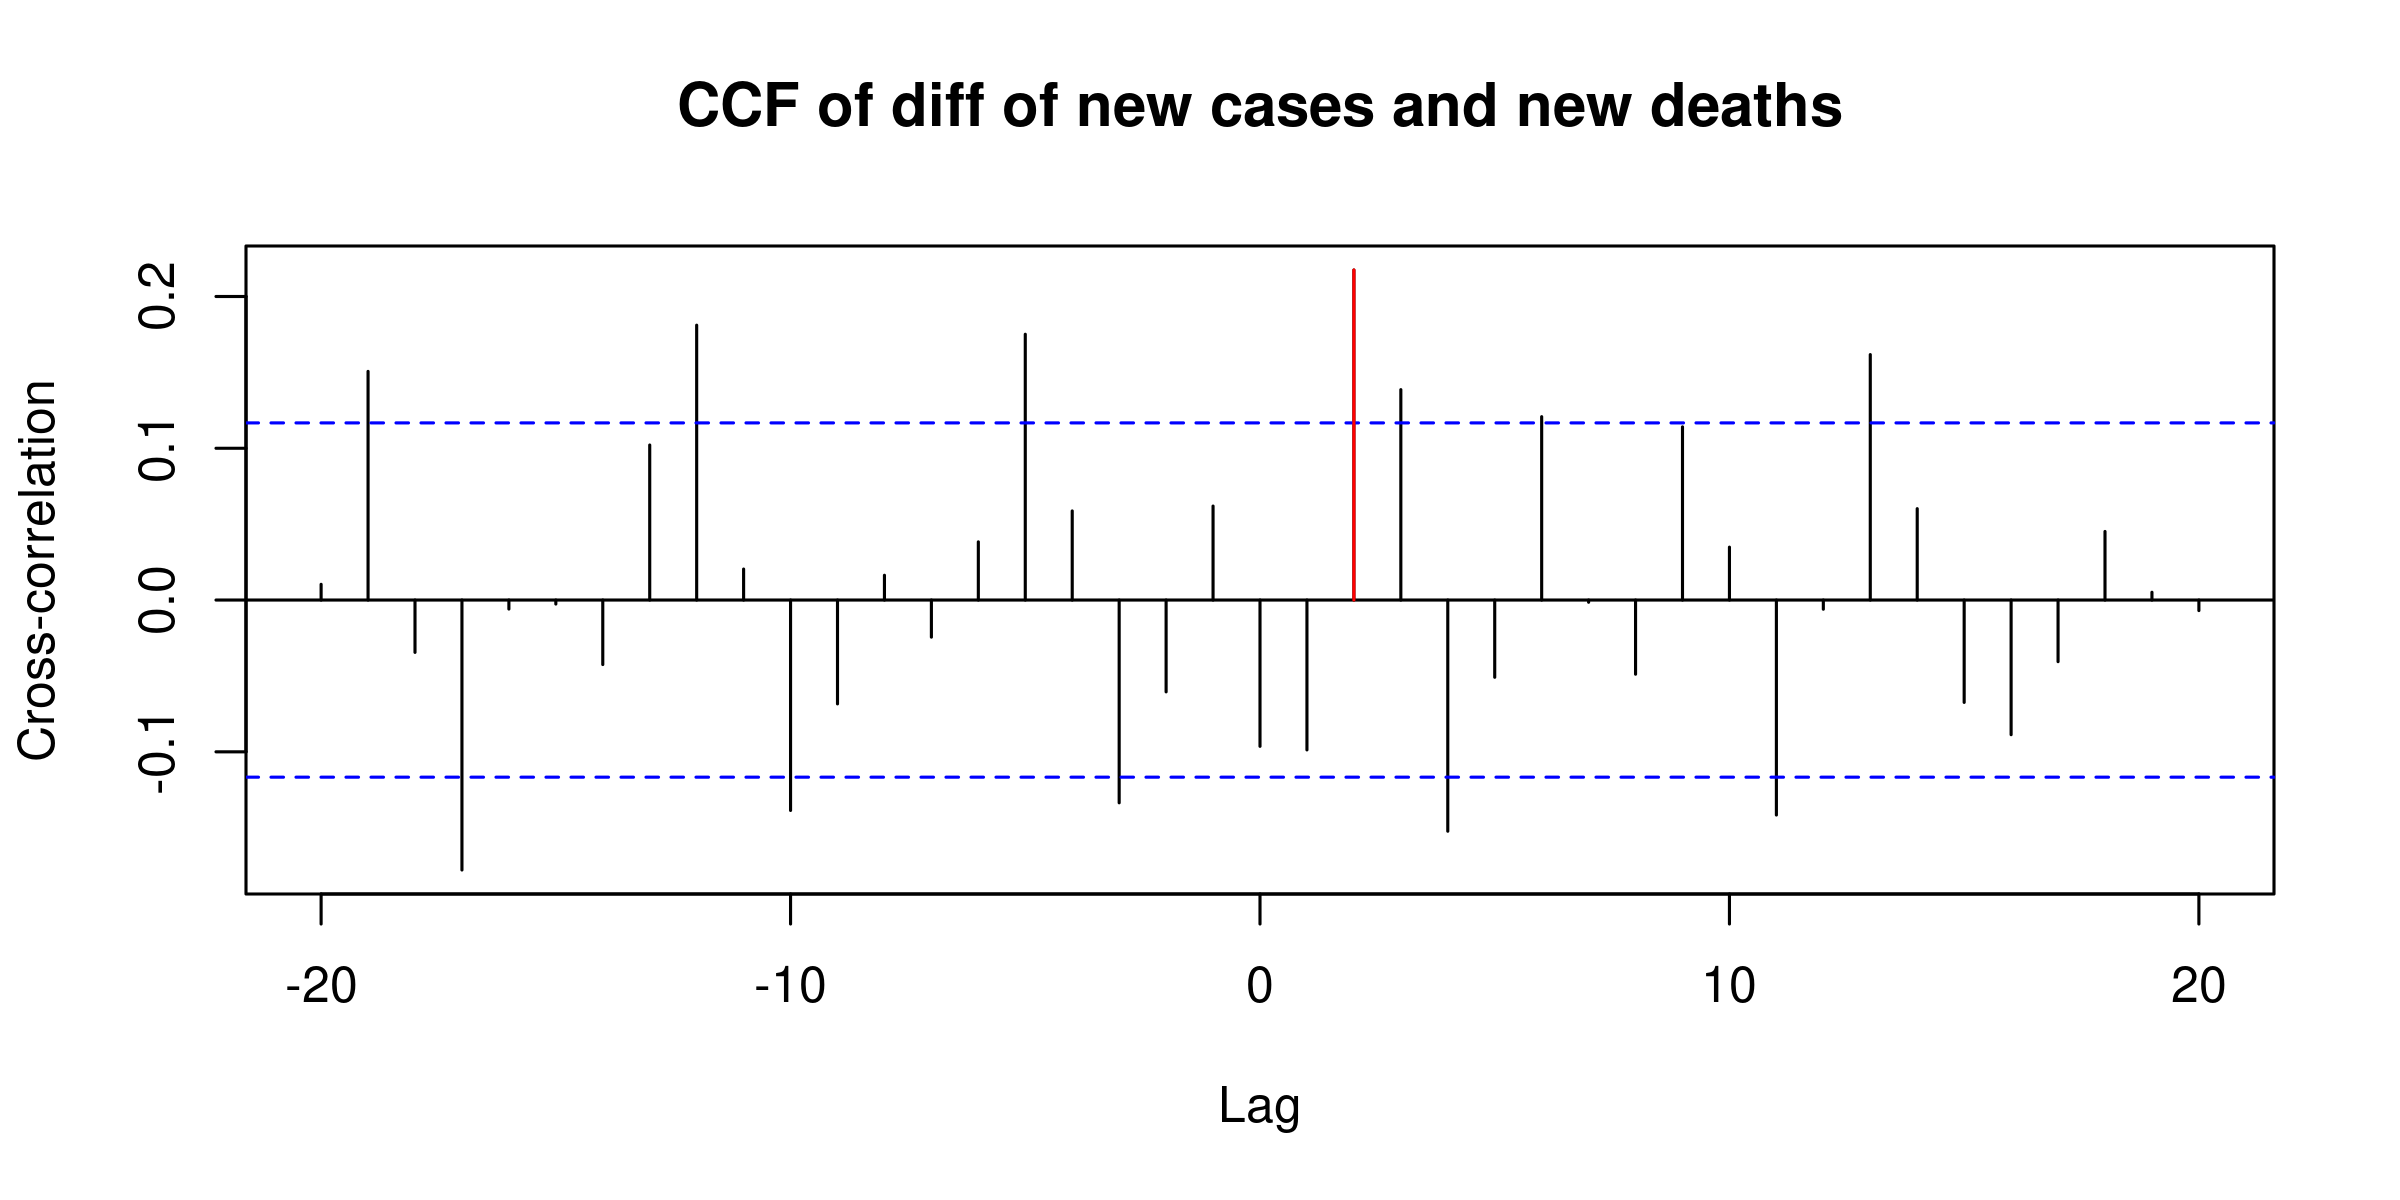 CCF of diff of new cases and new deaths
Cross-correlation
0.2
0.1
0.0
-0.1
-20 -10 0 10 20
Lag